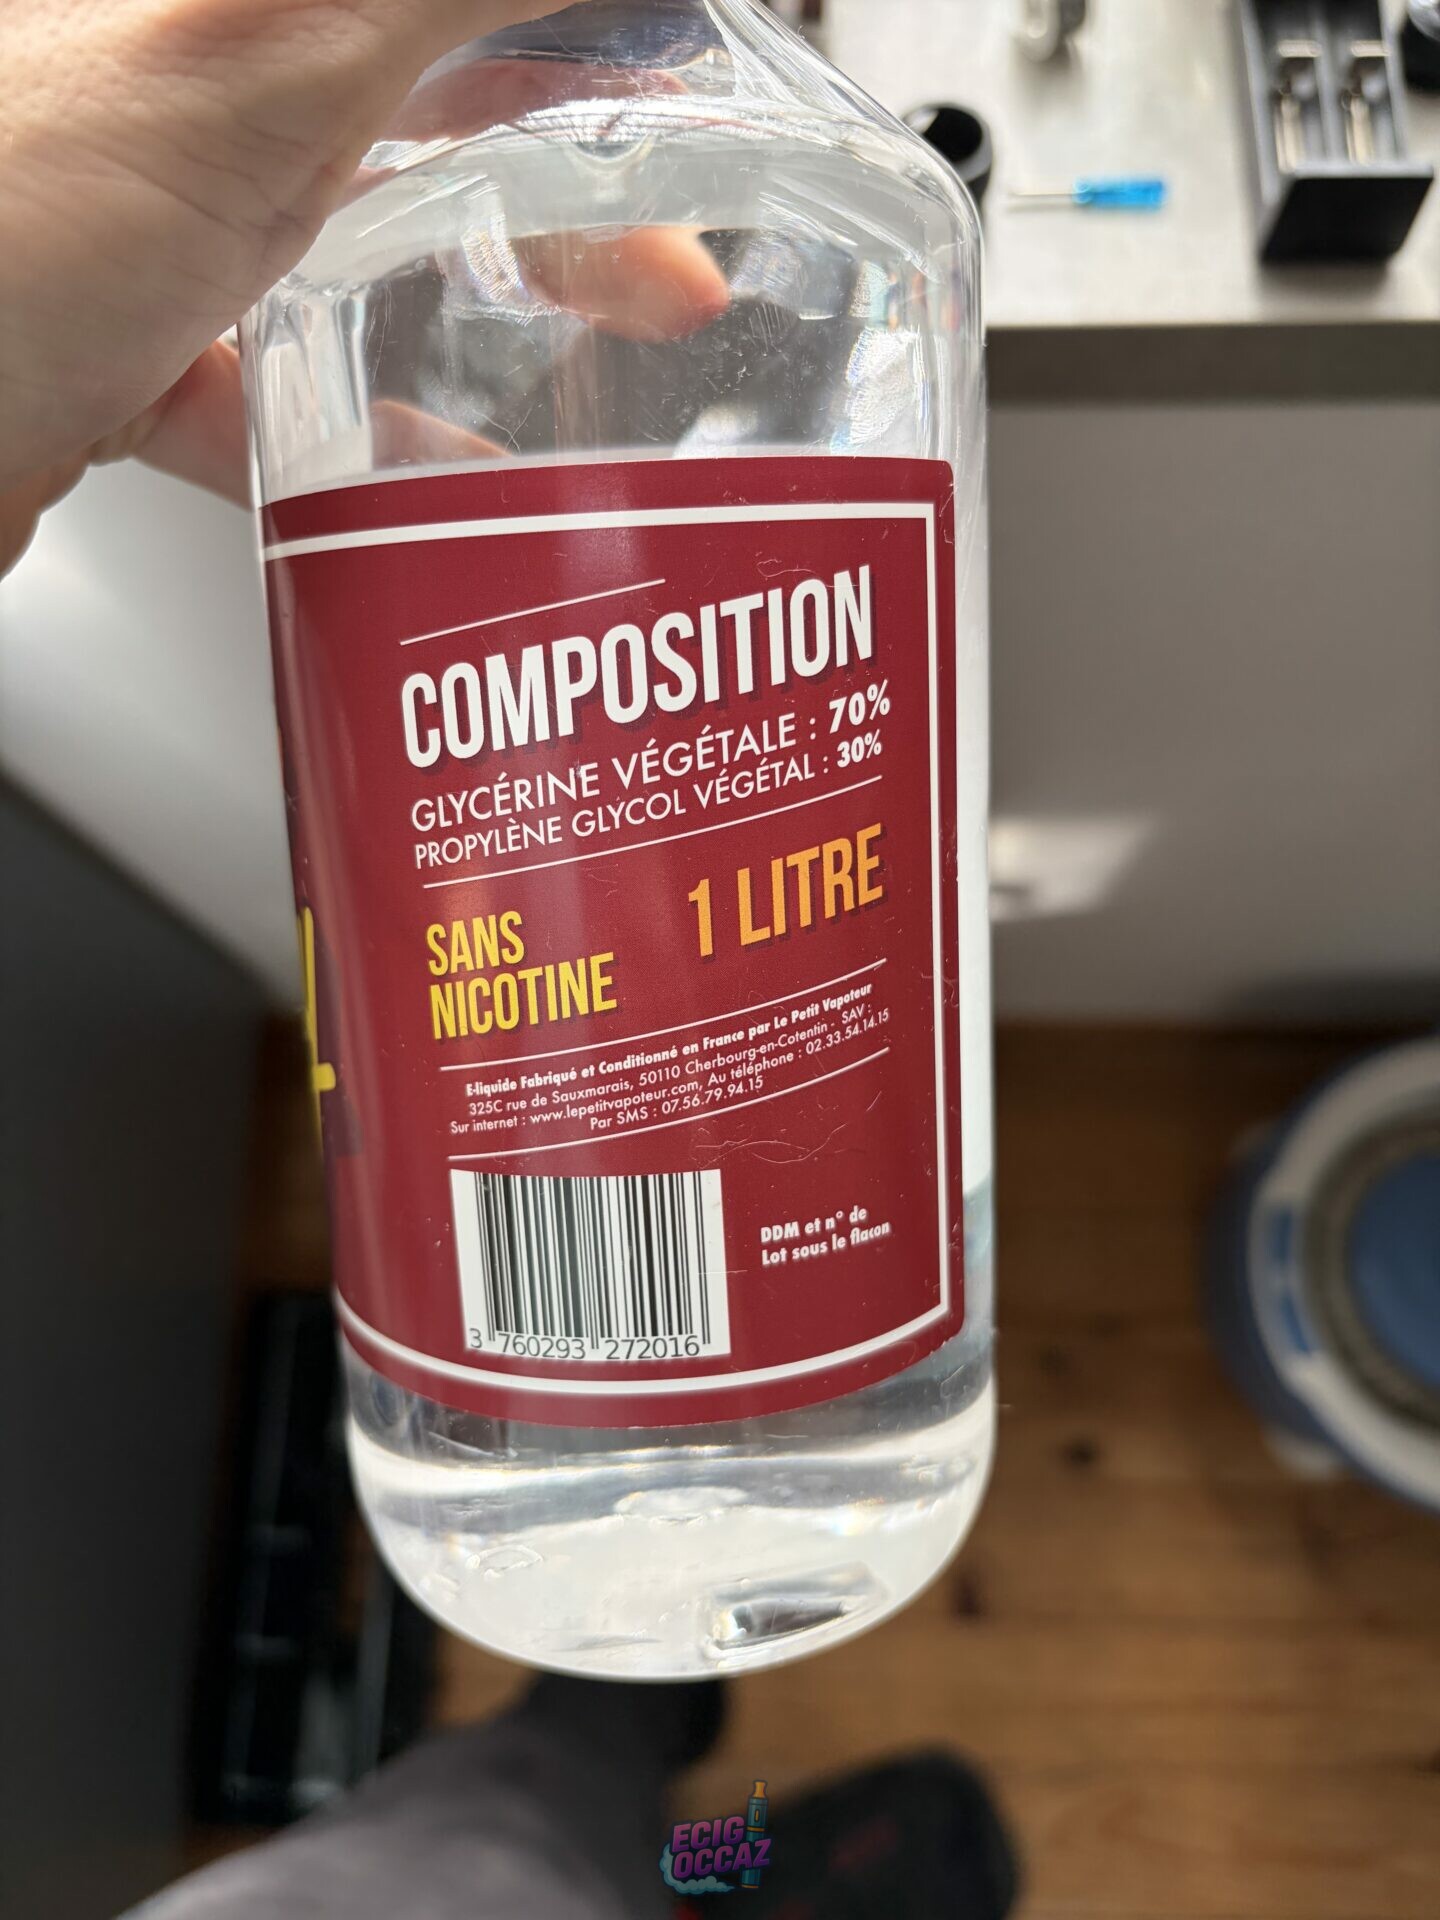 COMPOSITION
GLYCÉRINE VÉGÉTALE : 70%
PROPYLÈNE GLYCOL VÉGÉTAL : 30%
SANS
NICOTINE
1 LITRE
E-liquide Fabriqué et Conditionné en France par Le Petit Vapoteur
325C rue de Sauxmarais, 50110 Cherbourg-en-Cotentin - SAV :
Sur internet : www.lepetitvapoteur.com, Au téléphone : 02.33.54.14.15
Par SMS : 07.56.79.94.15
DDM et n° de
Lot sous le flacon
3 760293 272016
ECIG
OCCAZ